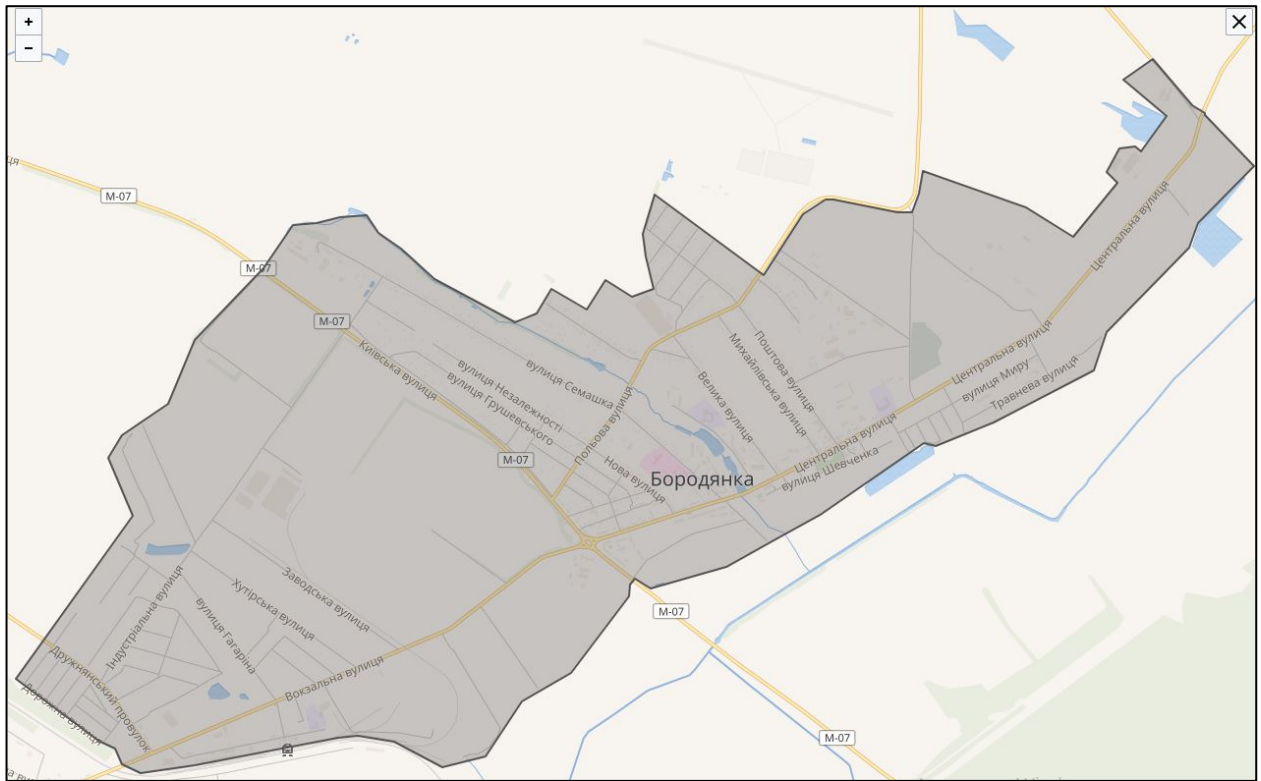 +
−
М-07
М-07
М-07
Київська вулиця
вулиця Незалежності
вулиця Грушевського
вулиця Семашка
Польова вулиця
Велика вулиця
Михайлівська вулиця
Поштова вулиця
Центральна вулиця
Центральна вулиця
вулиця Миру
Травнева вулиця
Центральна вулиця
вулиця Шевченка
М-07
Нова вулиця
Бородянка
Заводська вулиця
Хутірська вулиця
вулиця Гагаріна
Індустріальна вулиця
М-07
Дружнянський провулок
Вокзальна вулиця
Дорожна вулиця
М-07